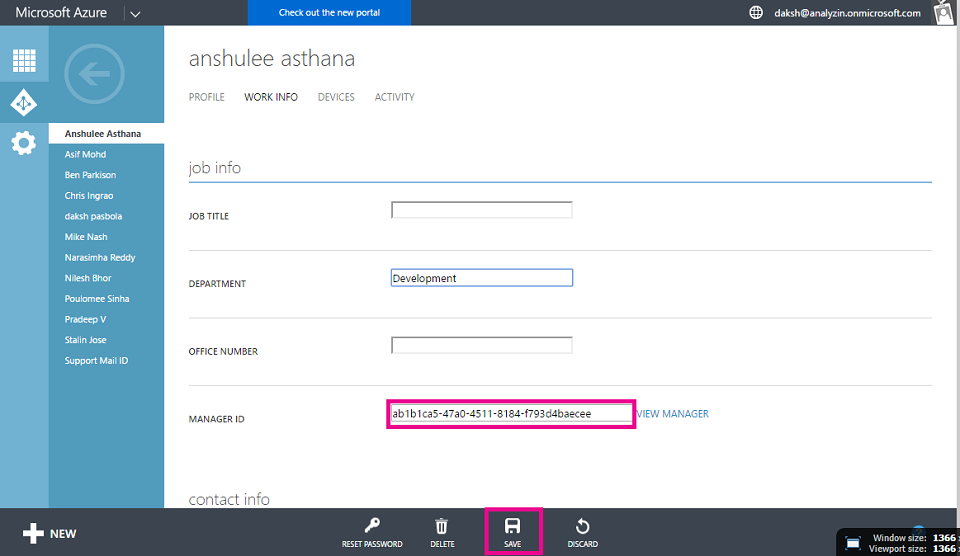 Microsoft Azure
Check out the new portal
daksh@analyzin.onmicrosoft.com
Anshulee Asthana
Asif Mohd
Ben Parkison
Chris Ingrao
daksh pasbola
Mike Nash
Narasimha Reddy
Nilesh Bhor
Poulomee Sinha
Pradeep V
Stalin Jose
Support Mail ID
anshulee asthana
PROFILE WORK INFO DEVICES ACTIVITY
job info
JOB TITLE
DEPARTMENT Development
OFFICE NUMBER
MANAGER ID ab1b1ca5-47a0-4511-8184-f793d4baecee VIEW MANAGER
contact info
NEW RESET PASSWORD DELETE SAVE DISCARD
Window size: 1366 x
Viewport size: 1366 x